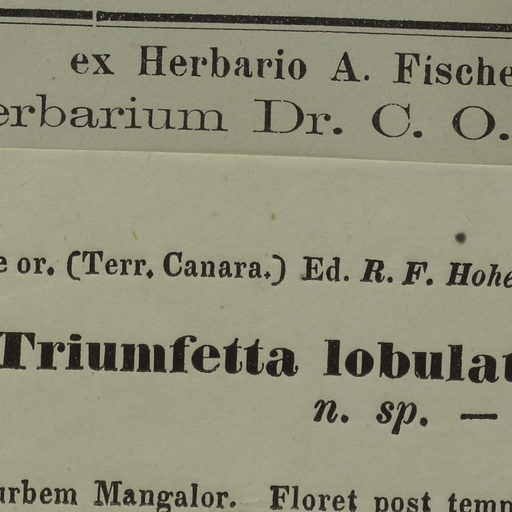 ex Herbario A. Fische
erbarium Dr. C. O.
e or. (Terr. Canara.) Ed. R. F. Hohe
Triumfetta lobulat
n. sp. —
urbem Mangalor. Floret post temp